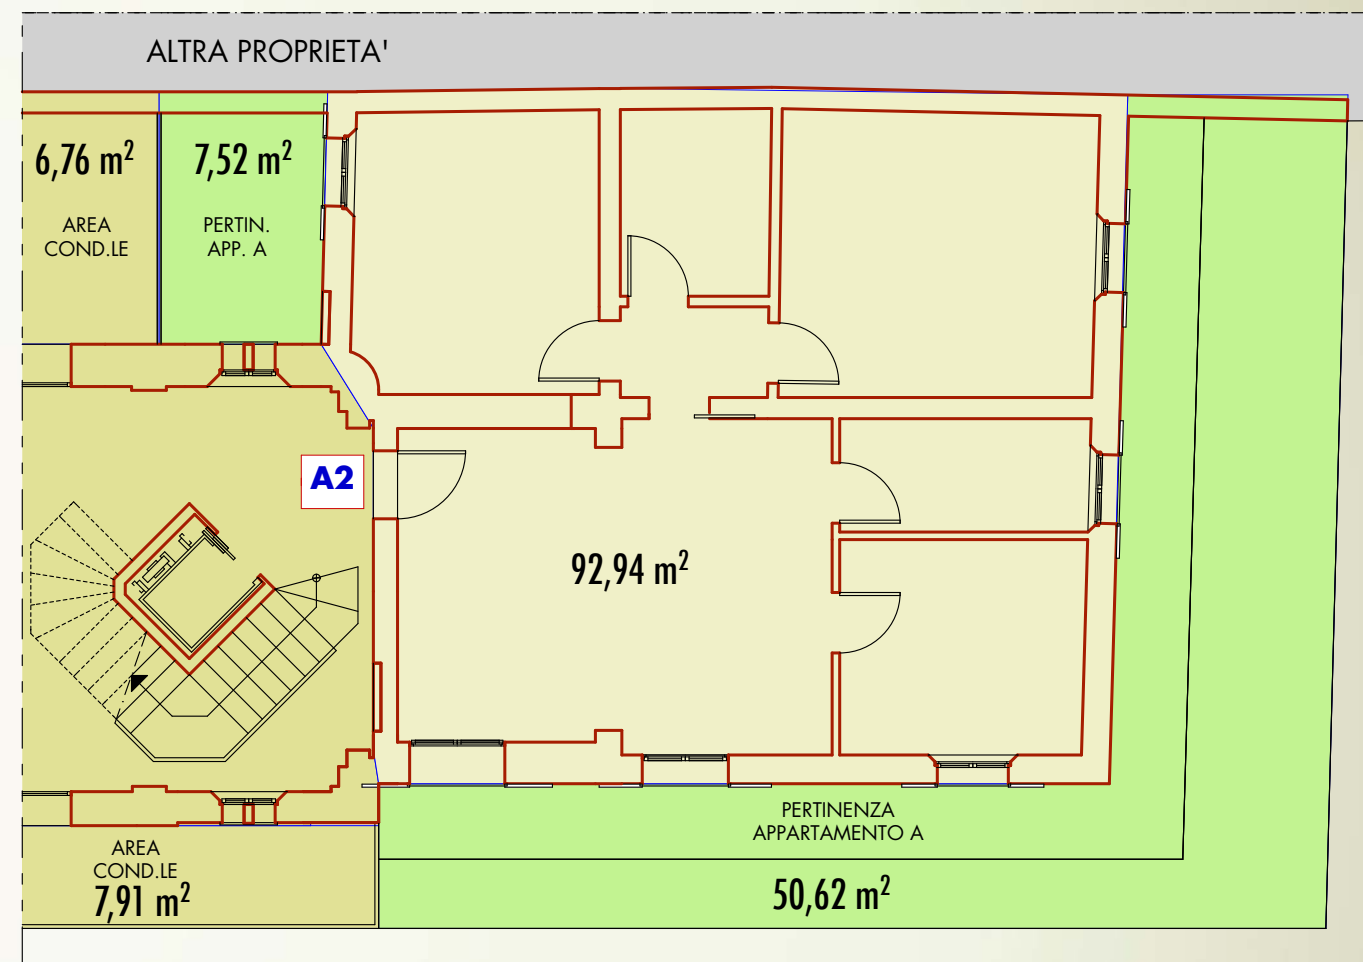 ALTRA PROPRIETA'
6,76 m²
AREA
COND.LE
7,52 m²
PERTIN.
APP. A
A2
92,94 m²
PERTINENZA
APPARTAMENTO A
50,62 m²
AREA
COND.LE
7,91 m²